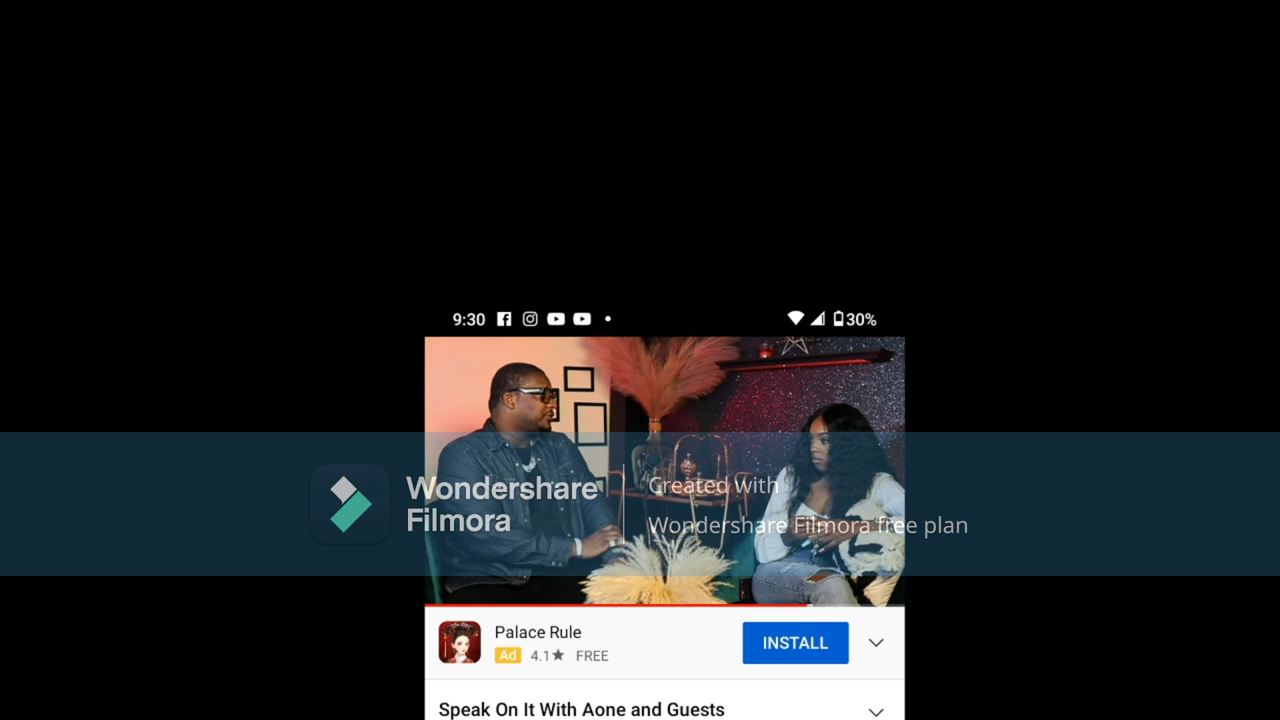 9:30
30%
Wondershare
Filmora
Created with
Wondershare Filmora free plan
Palace Rule
Ad 4.1★ FREE
INSTALL
Speak On It With Aone and Guests